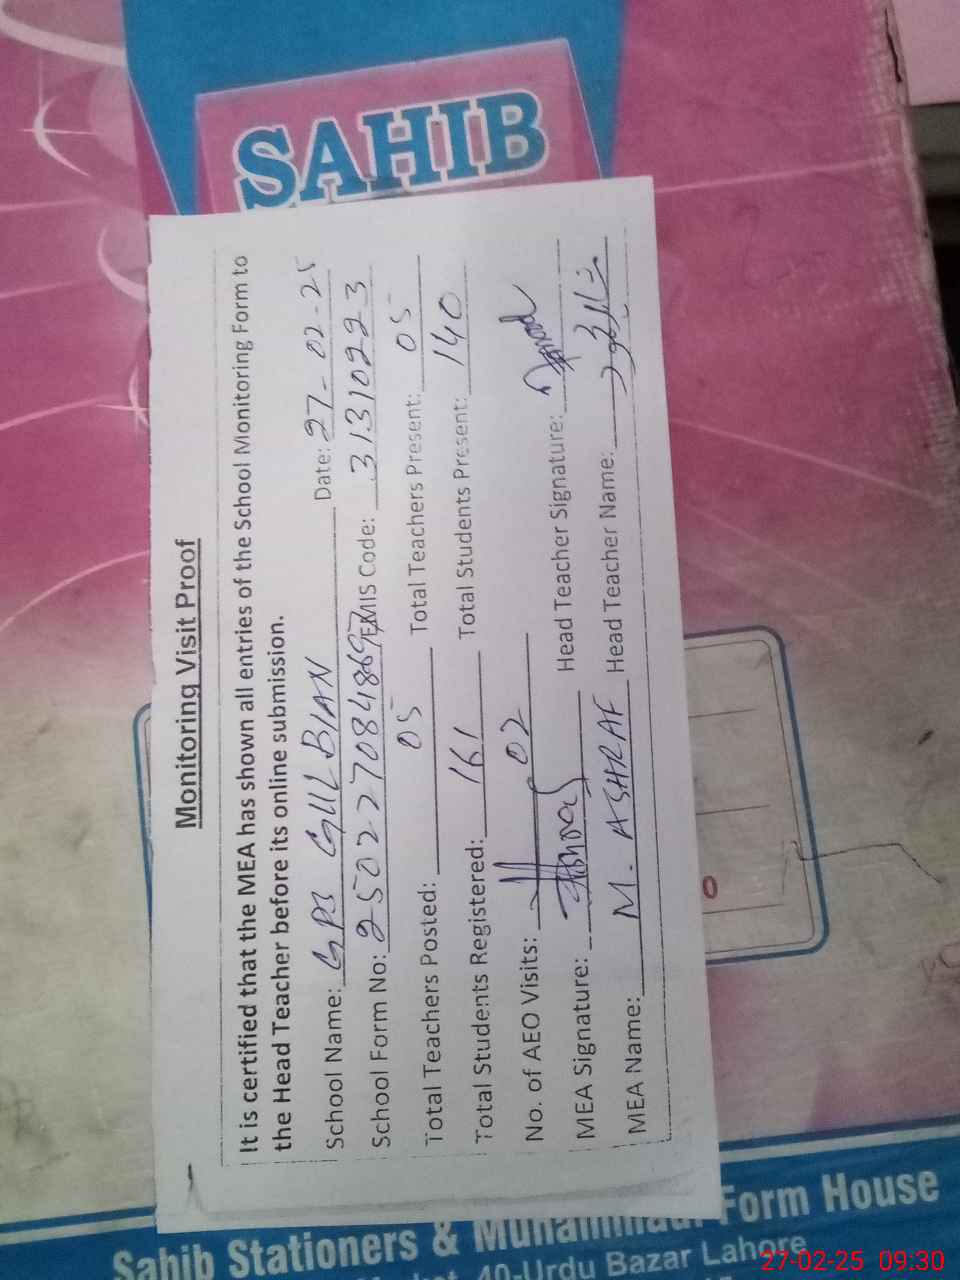 SAHIB
Monitoring Visit Proof
It is certified that the MEA has shown all entries of the School Monitoring Form to
the Head Teacher before its online submission.
School Name: GPS GUL BIAN Date: 27-02-25
School Form No: 25022708486 EMIS Code: 31310223
Total Teachers Posted: 05 Total Teachers Present: 05
Total Students Registered: 161 Total Students Present: 140
No. of AEO Visits: 02
MEA Signature: Head Teacher Signature:
MEA Name: M. ASHRAF Head Teacher Name:
Sahib Stationers & Muhammadi Form House
40-Urdu Bazar Lahore
27-02-25 09:30